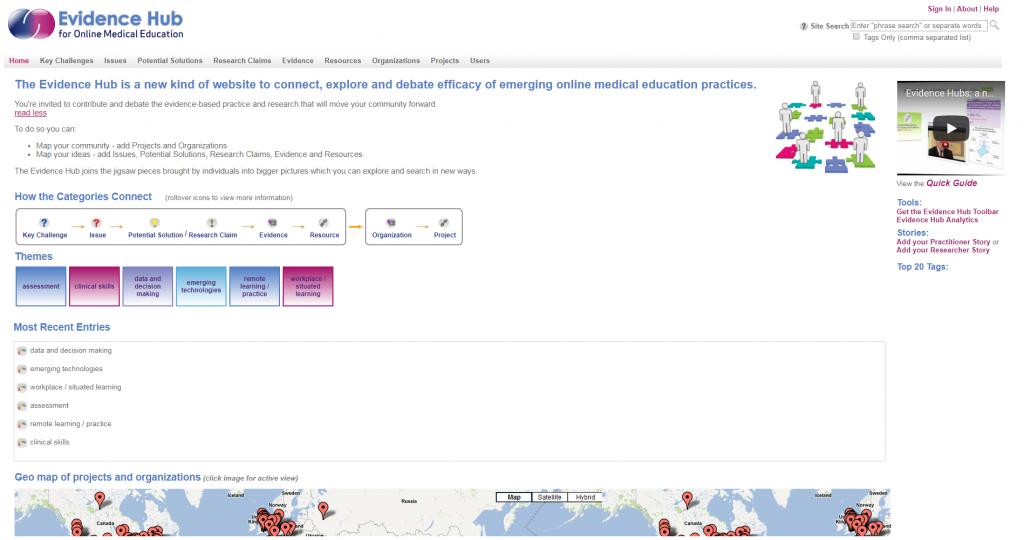 Evidence Hub
for Online Medical Education
Sign In | About | Help
Site Search Enter "phrase search" or separate words
Tags Only (comma separated list)
Home Key Challenges Issues Potential Solutions Research Claims Evidence Resources Organizations Projects Users
The Evidence Hub is a new kind of website to connect, explore and debate efficacy of emerging online medical education practices.
You're invited to contribute and debate the evidence-based practice and research that will move your community forward.
read less
To do so you can:
Map your community - add Projects and Organizations
Map your ideas - add Issues, Potential Solutions, Research Claims, Evidence and Resources
The Evidence Hub joins the jigsaw pieces brought by individuals into bigger pictures which you can explore and search in new ways.
Evidence Hubs: a n...
View the Quick Guide
Tools:
Get the Evidence Hub Toolbar
Evidence Hub Analytics
Stories:
Add your Practitioner Story or
Add your Researcher Story
Top 20 Tags:
How the Categories Connect (rollover icons to view more information)
Key Challenge Issue Potential Solution / Research Claim Evidence Resource Organization Project
Themes
assessment
clinical skills
data and
decision
making
emerging
technologies
remote
learning /
practice
workplace /
situated
learning
Most Recent Entries
data and decision making
emerging technologies
workplace / situated learning
assessment
remote learning / practice
clinical skills
Geo map of projects and organizations (click image for active view)
Map Satellite Hybrid
Iceland Sweden Norway Russia Canada Ukraine Iceland Sweden Norway Canada